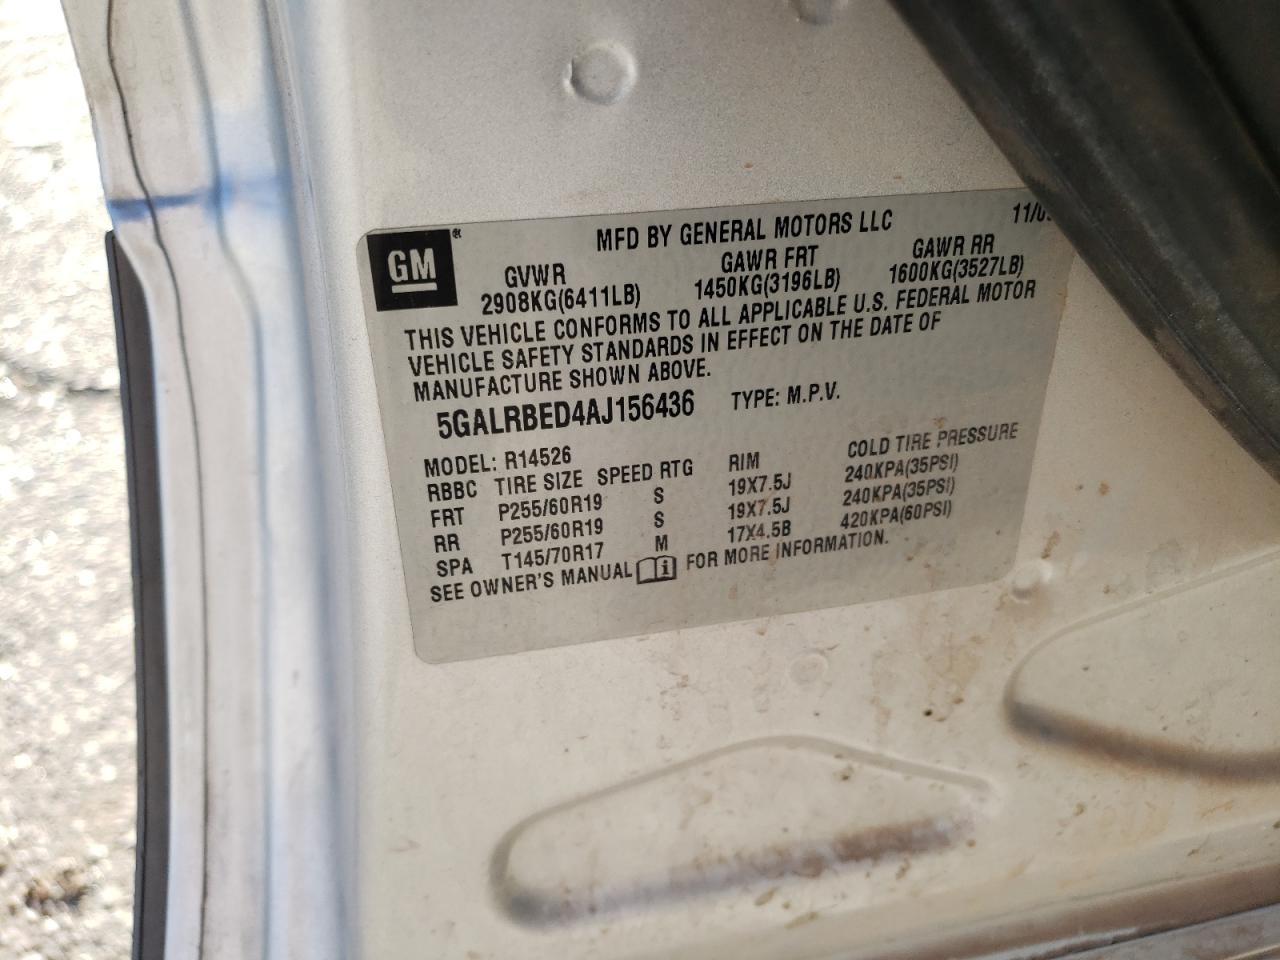 GM
MFD BY GENERAL MOTORS LLC
GVWR GAWR FRT GAWR RR
2908KG(6411LB) 1450KG(3196LB) 1600KG(3527LB)
THIS VEHICLE CONFORMS TO ALL APPLICABLE U.S. FEDERAL MOTOR
VEHICLE SAFETY STANDARDS IN EFFECT ON THE DATE OF
MANUFACTURE SHOWN ABOVE.
5GALRBED4AJ156436 TYPE: M.P.V.
MODEL: R14526
RBBC TIRE SIZE SPEED RTG RIM COLD TIRE PRESSURE
FRT P255/60R19 S 19X7.5J 240KPA(35PSI)
RR P255/60R19 S 19X7.5J 240KPA(35PSI)
SPA T145/70R17 M 17X4.5B 420KPA(60PSI)
SEE OWNER'S MANUAL FOR MORE INFORMATION.